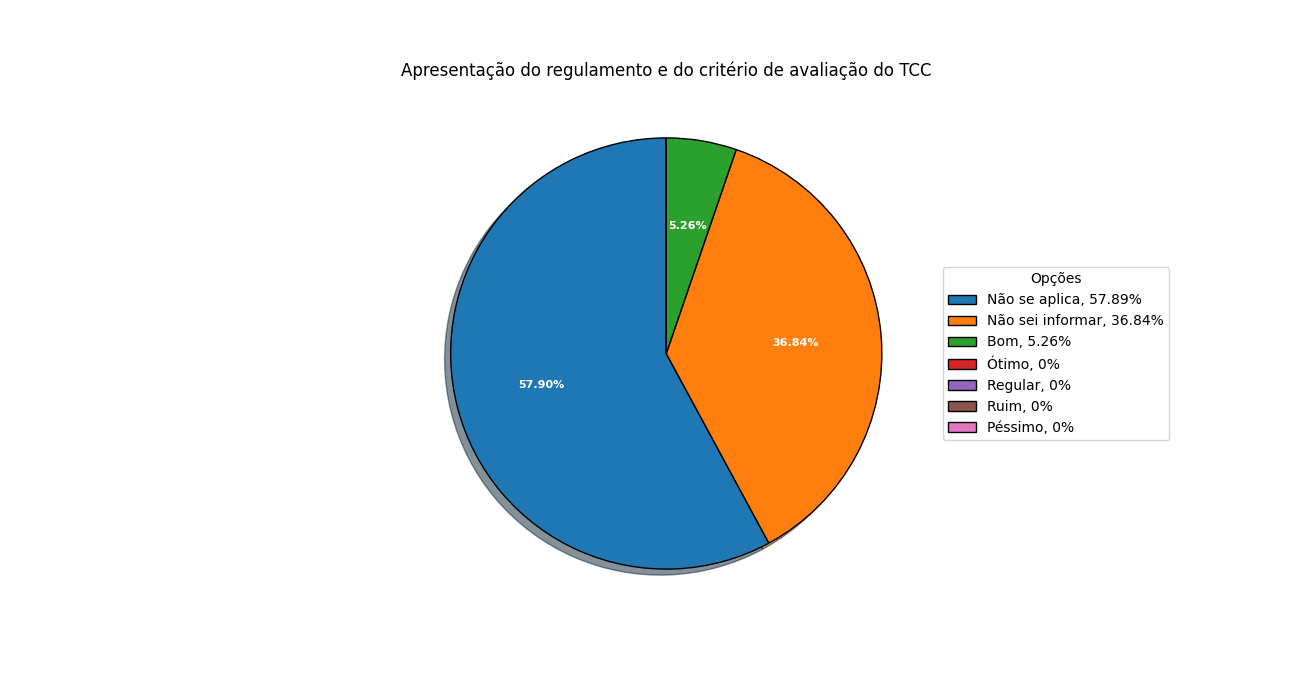 Apresentação do regulamento e do critério de avaliação do TCC
5.26%
36.84%
57.90%
Opções
Não se aplica, 57.89%
Não sei informar, 36.84%
Bom, 5.26%
Ótimo, 0%
Regular, 0%
Ruim, 0%
Péssimo, 0%